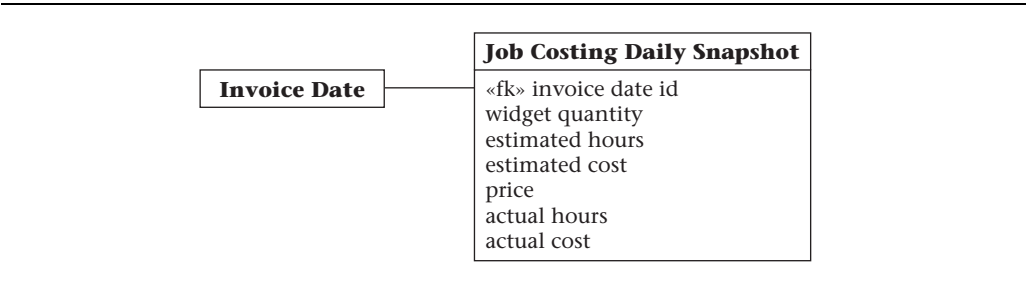 Invoice Date
Job Costing Daily Snapshot
«fk» invoice date id
widget quantity
estimated hours
estimated cost
price
actual hours
actual cost